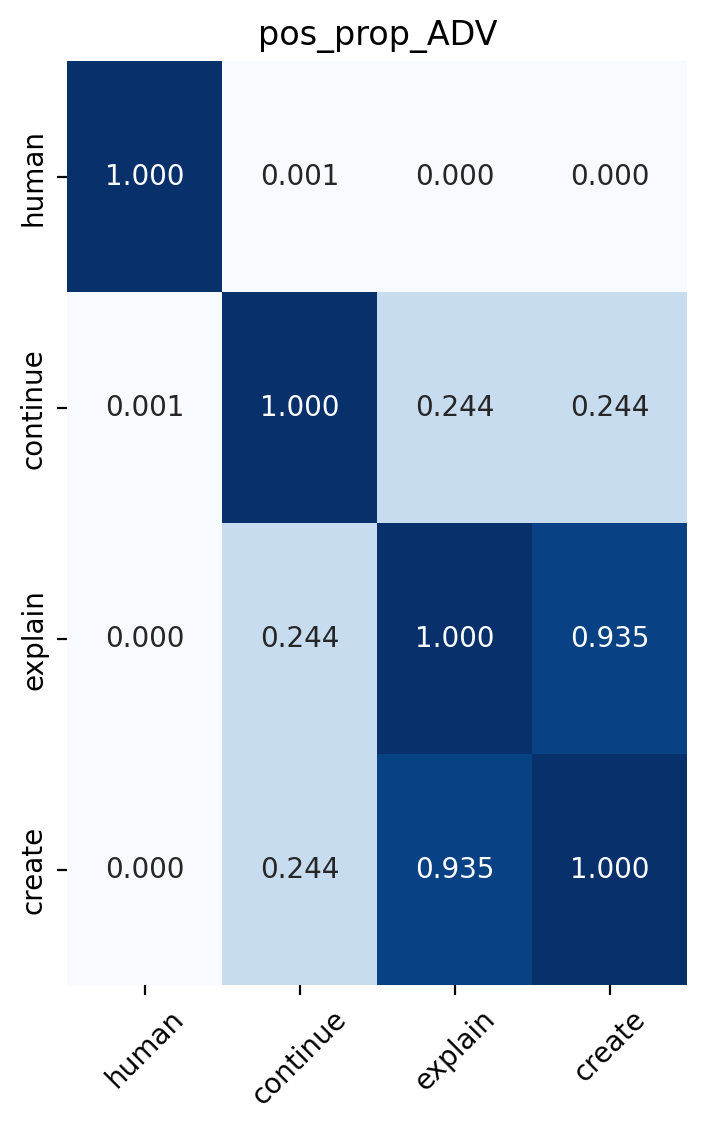 pos_prop_ADV
human 1.000 0.001 0.000 0.000
continue 0.001 1.000 0.244 0.244
explain 0.000 0.244 1.000 0.935
create 0.000 0.244 0.935 1.000
human continue explain create